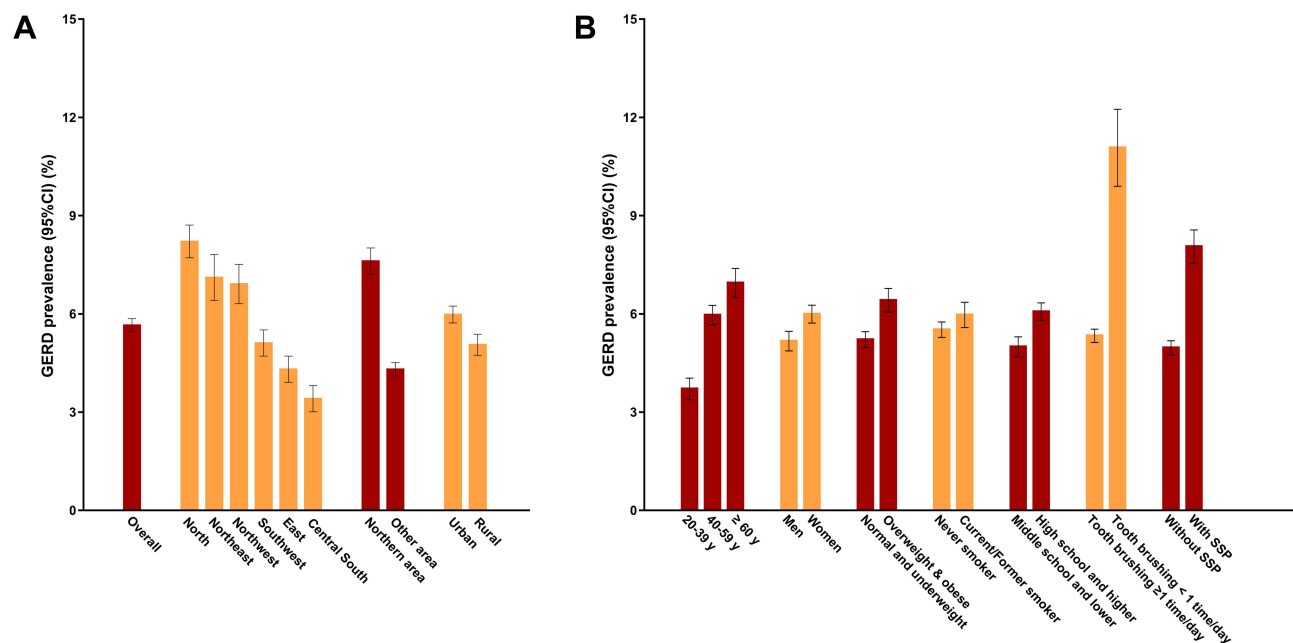 A
GERD prevalence (95%CI) (%)
15
12
9
6
3
0
Overall
North
Northeast
Northwest
Southwest
East
Central South
Northern area
Other area
Urban
Rural
B
GERD prevalence (95%CI) (%)
15
12
9
6
3
0
20-39 y
40-59 y
≥ 60 y
Men
Women
Normal and underweight
Overweight & obese
Never smoker
Current/Former smoker
Middle school and lower
High school and higher
Tooth brushing ≥1 time/day
Tooth brushing < 1 time/day
Without SSP
With SSP